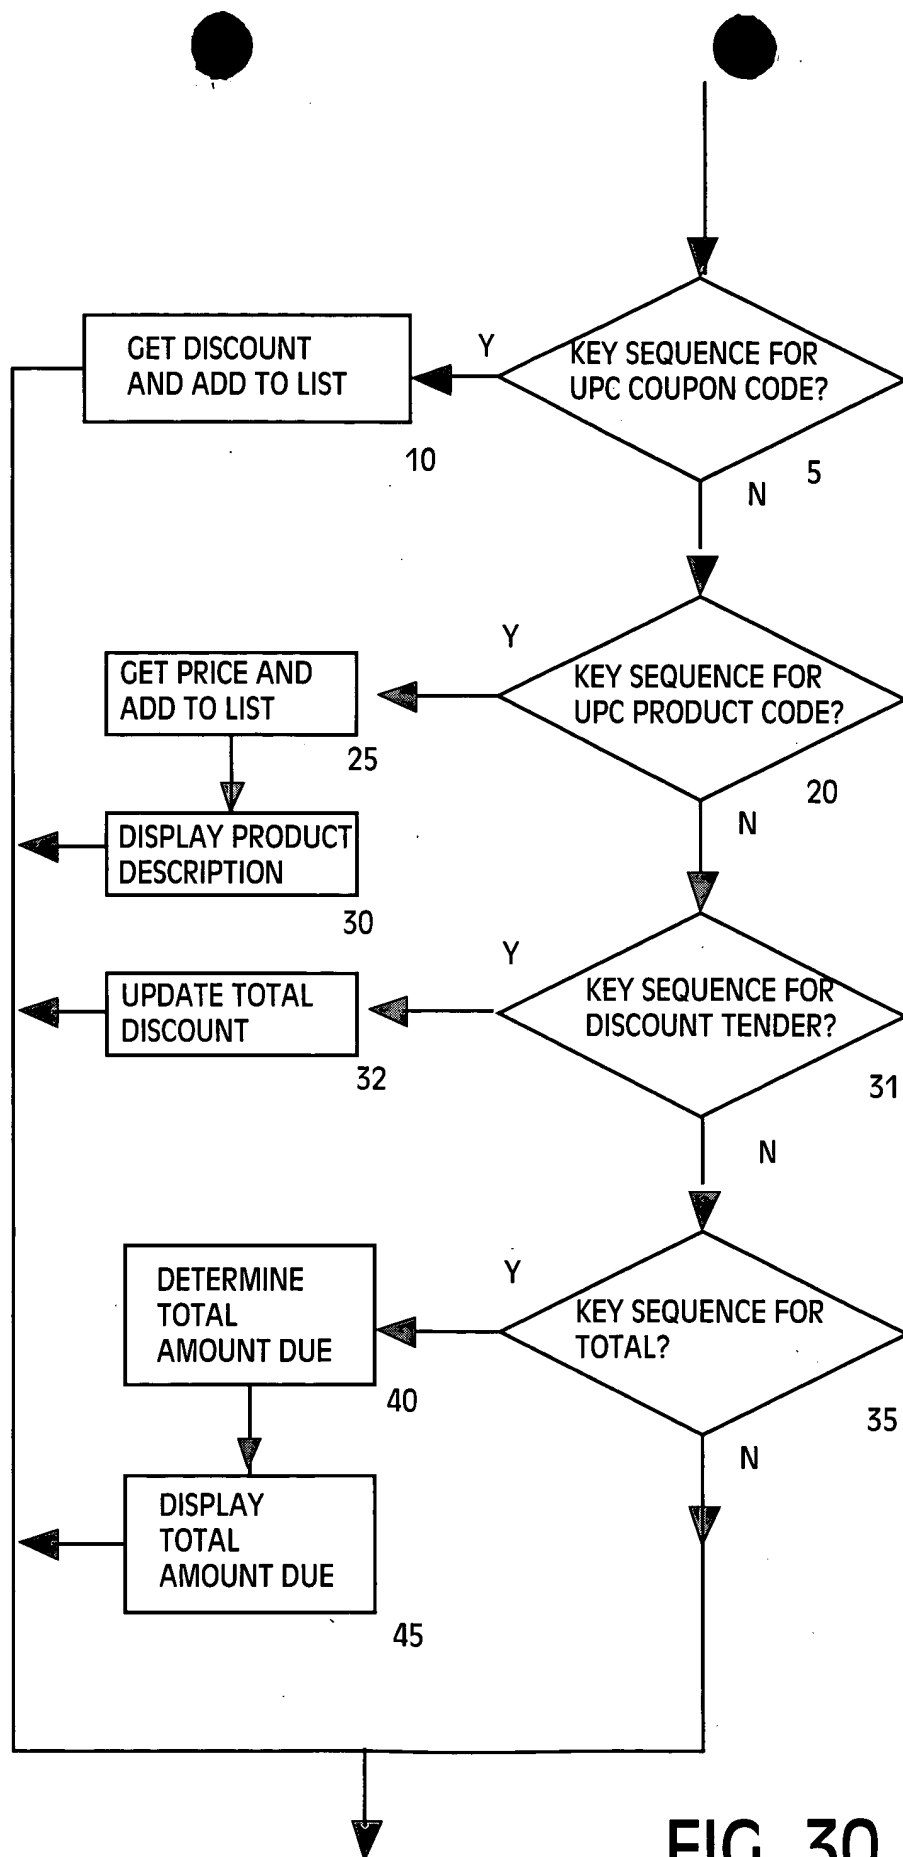 GET DISCOUNT
AND ADD TO LIST
10
Y
KEY SEQUENCE FOR
UPC COUPON CODE?
5
N
Y
GET PRICE AND
ADD TO LIST
25
KEY SEQUENCE FOR
UPC PRODUCT CODE?
20
N
DISPLAY PRODUCT
DESCRIPTION
30
Y
UPDATE TOTAL
DISCOUNT
32
KEY SEQUENCE FOR
DISCOUNT TENDER?
31
N
Y
DETERMINE
TOTAL
AMOUNT DUE
40
KEY SEQUENCE FOR
TOTAL?
35
N
DISPLAY
TOTAL
AMOUNT DUE
45
FIG. 30